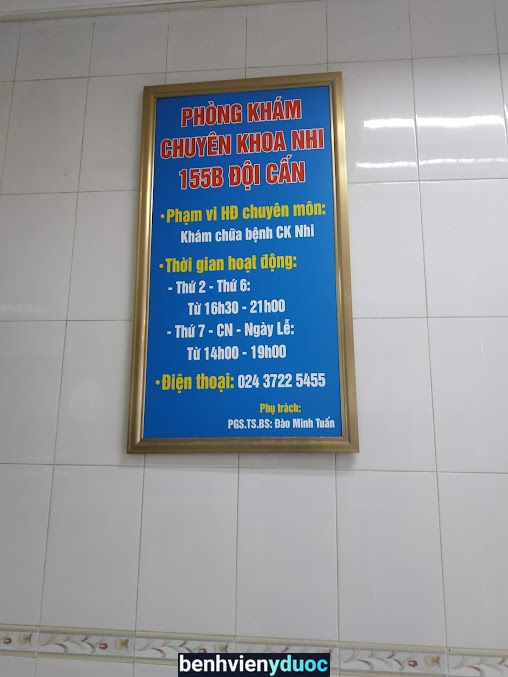 PHÒNG KHÁM
CHUYÊN KHOA NHI
155B ĐỘI CẤN
•Phạm vi HĐ chuyên môn:
Khám chữa bệnh CK Nhi
•Thời gian hoạt động:
- Thứ 2 - Thứ 6:
Từ 16h30 - 21h00
- Thứ 7 - CN - Ngày Lễ:
Từ 14h00 - 19h00
•Điện thoại: 024 3722 5455
Phụ trách:
PGS.TS.BS: Đào Minh Tuấn
benhvienyduoc